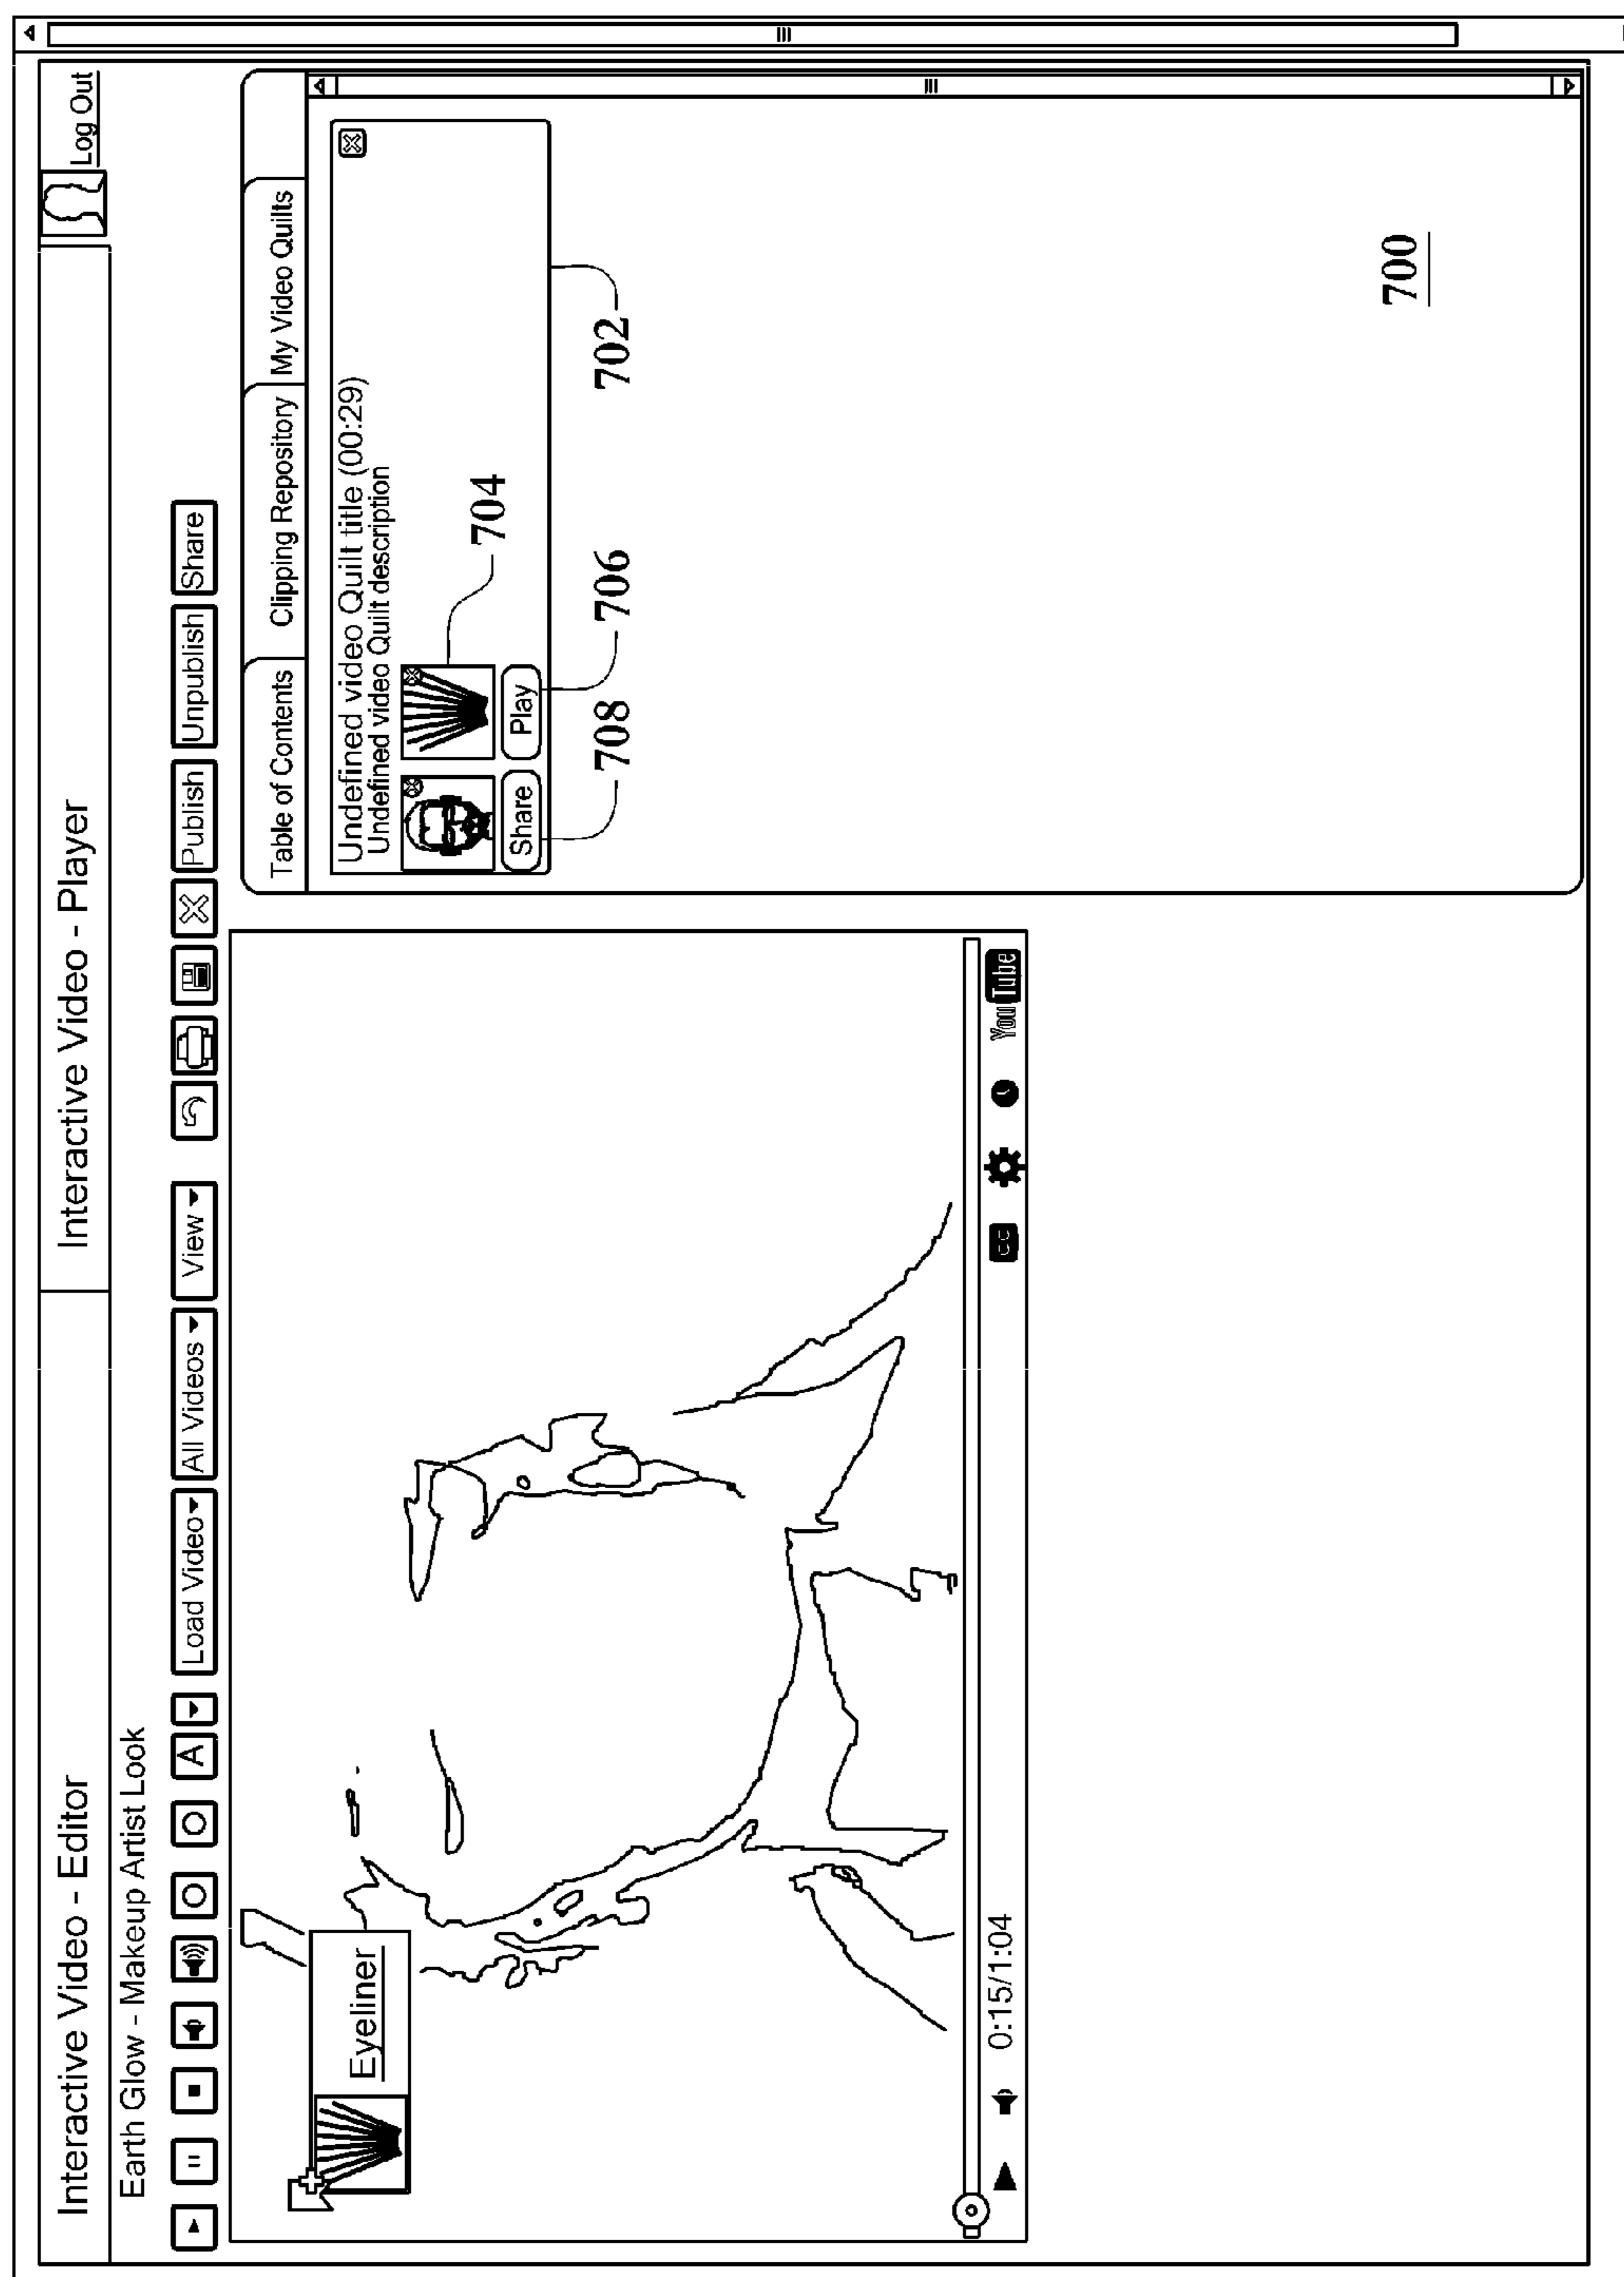 Interactive Video - Editor
Interactive Video - Player
Log Out
Earth Glow - Makeup Artist Look
A
Load Video
All Videos
View
Publish
Unpublish
Share
Eyeliner
0:15/1:04
CC
You Tube
Table of Contents
Clipping Repository
My Video Quilts
Undefined video Quilt title (00:29)
Undefined video Quilt description
Share
Play
704
708
706
702
700